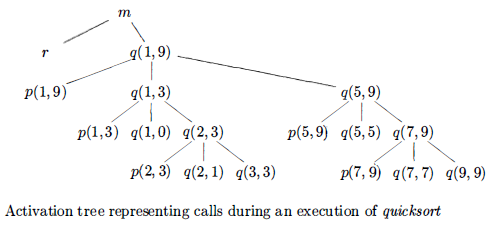 m
r q(1,9)
p(1,9) q(1,3) q(5,9)
p(1,3) q(1,0) q(2,3) p(5,9) q(5,5) q(7,9)
p(2,3) q(2,1) q(3,3) p(7,9) q(7,7) q(9,9)
Activation tree representing calls during an execution of quicksort